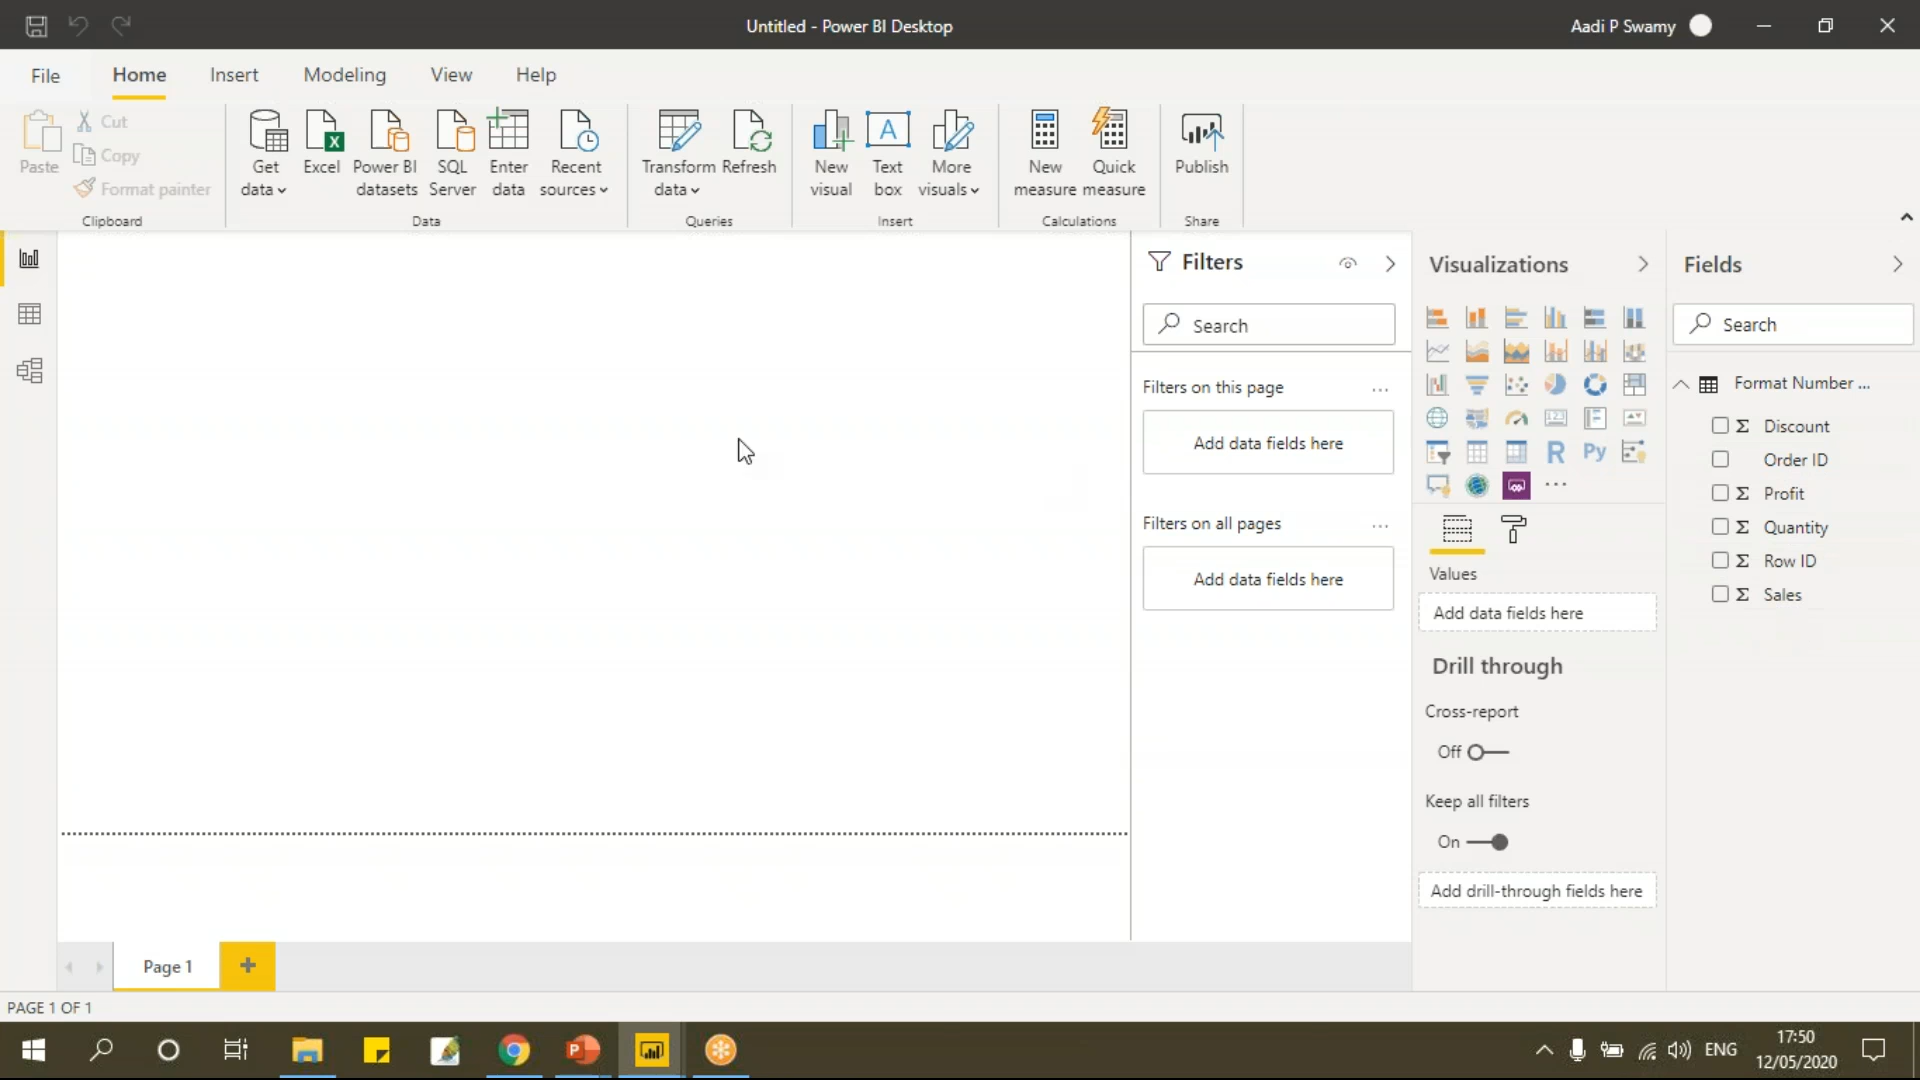 Untitled - Power BI Desktop
Aadi P Swamy
File
Home
Insert
Modeling
View
Help
Paste
Cut
Copy
Format painter
Clipboard
Get data
Excel
Power BI datasets
SQL Server
Enter data
Recent sources
Data
Transform data
Refresh
Queries
New visual
A
Text box
More visuals
Insert
New measure
Quick measure
Calculations
Publish
Share
Filters
Search
Filters on this page
...
Add data fields here
Filters on all pages
...
Add data fields here
Visualizations
123
R
Py
...
Values
Add data fields here
Drill through
Cross-report
Off
Keep all filters
On
Add drill-through fields here
Fields
Search
Format Number ...
Σ Discount
Order ID
Σ Profit
Σ Quantity
Σ Row ID
Σ Sales
Page 1
PAGE 1 OF 1
ENG
17:50
12/05/2020